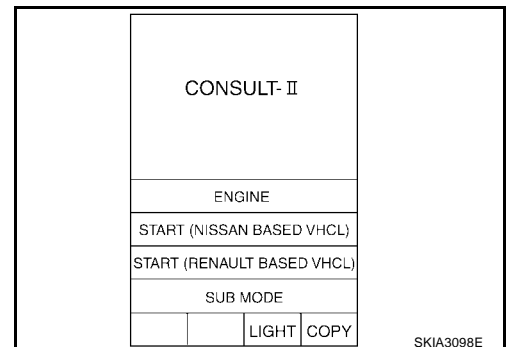 CONSULT-II
ENGINE
START (NISSAN BASED VHCL)
START (RENAULT BASED VHCL)
SUB MODE
LIGHT COPY
SKIA3098E